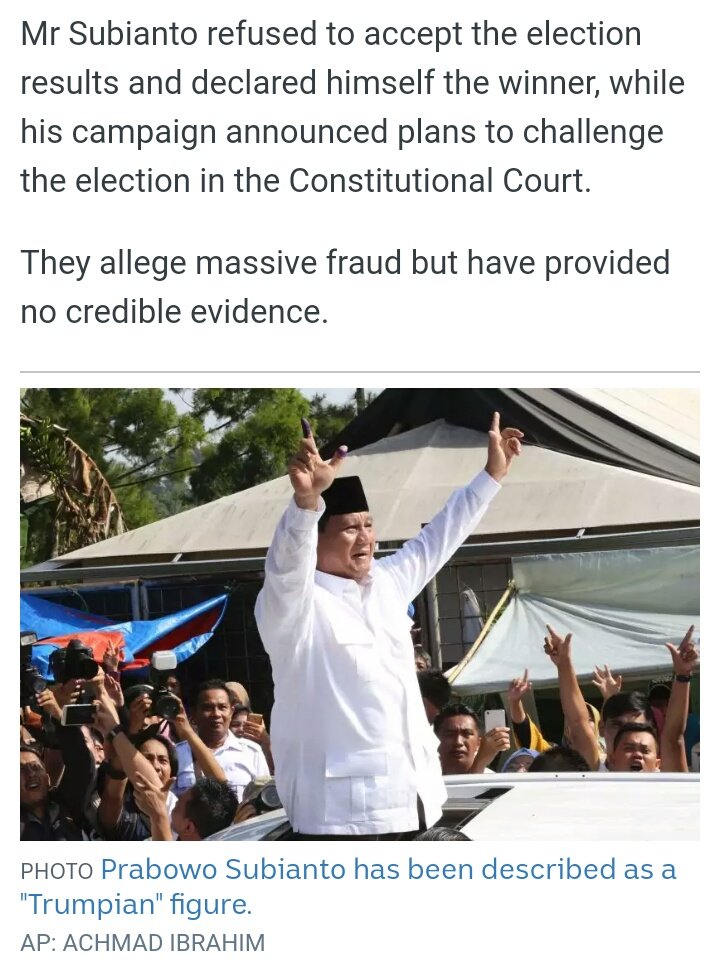 Mr Subianto refused to accept the election
results and declared himself the winner, while
his campaign announced plans to challenge
the election in the Constitutional Court.
They allege massive fraud but have provided
no credible evidence.
PHOTO Prabowo Subianto has been described as a
"Trumpian" figure.
AP: ACHMAD IBRAHIM